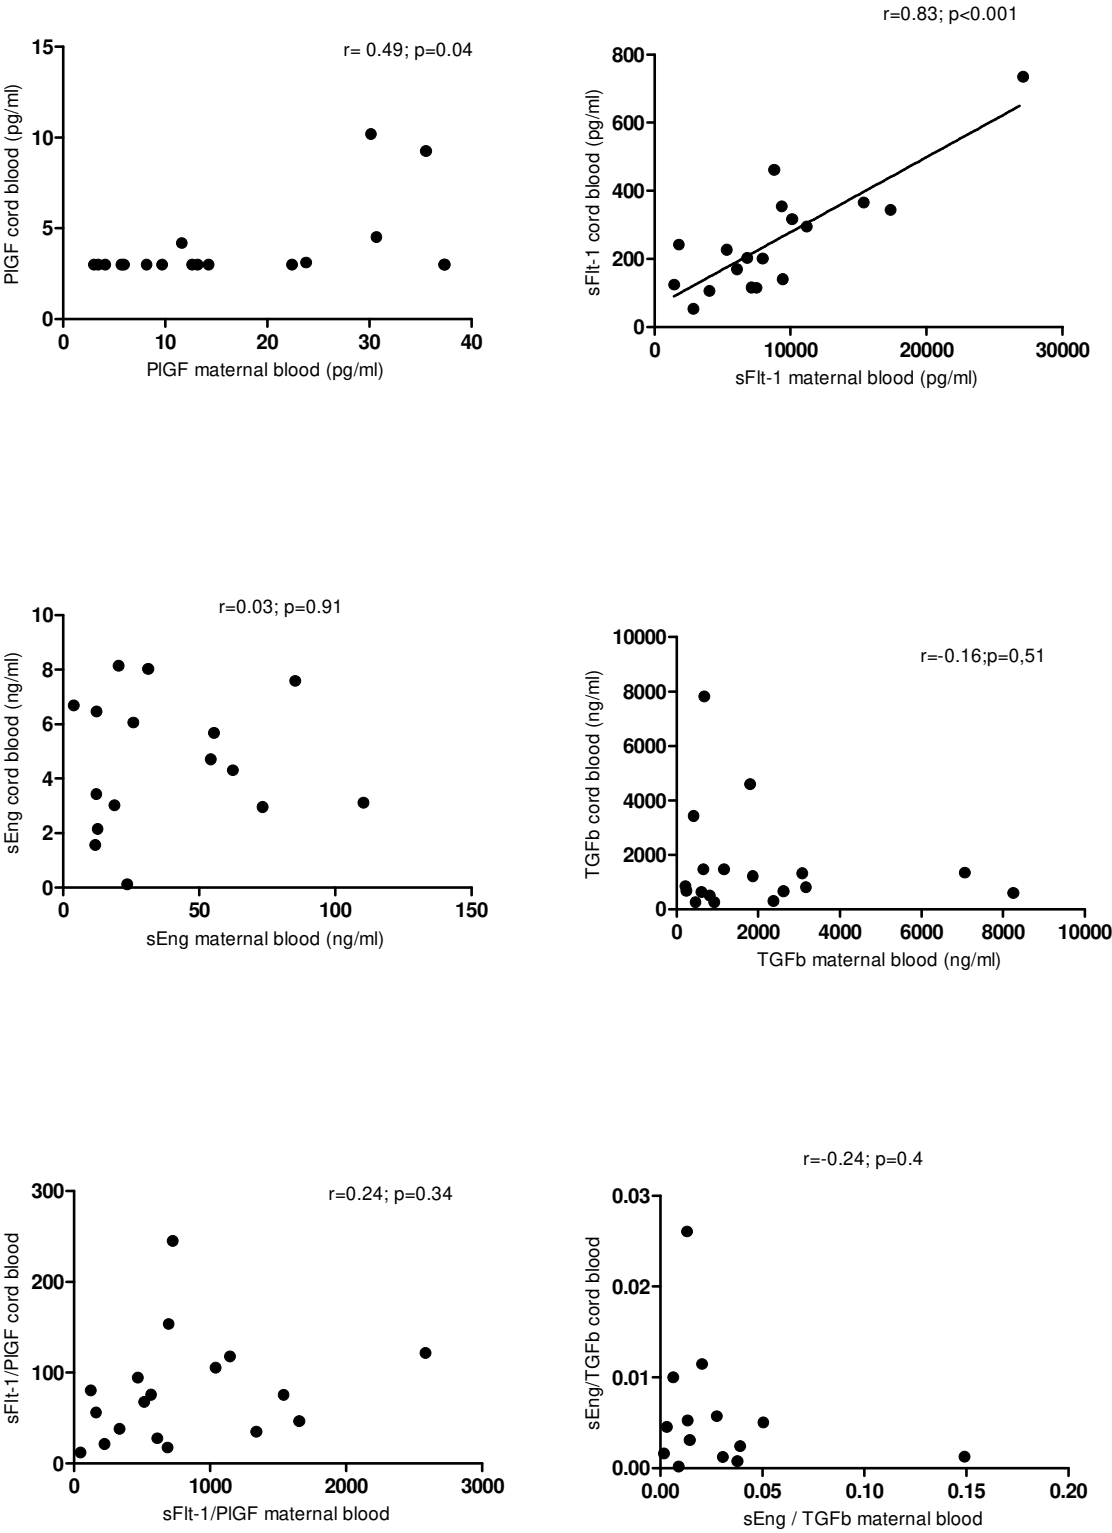 r= 0.49; p=0.04
15
10
5
0
0 10 20 30 40
PlGF cord blood (pg/ml)
PlGF maternal blood (pg/ml)
r=0.83; p<0.001
800
600
400
200
0
0 10000 20000 30000
sFlt-1 cord blood (pg/ml)
sFlt-1 maternal blood (pg/ml)
r=0.03; p=0.91
10
8
6
4
2
0
0 50 100 150
sEng cord blood (ng/ml)
sEng maternal blood (ng/ml)
r=-0.16;p=0,51
10000
8000
6000
4000
2000
0
0 2000 4000 6000 8000 10000
TGFb cord blood (ng/ml)
TGFb maternal blood (ng/ml)
r=0.24; p=0.34
300
200
100
0
0 1000 2000 3000
sFlt-1/PlGF cord blood
sFlt-1/PlGF maternal blood
r=-0.24; p=0.4
0.03
0.02
0.01
0.00
0.00 0.05 0.10 0.15 0.20
sEng/TGFb cord blood
sEng / TGFb maternal blood